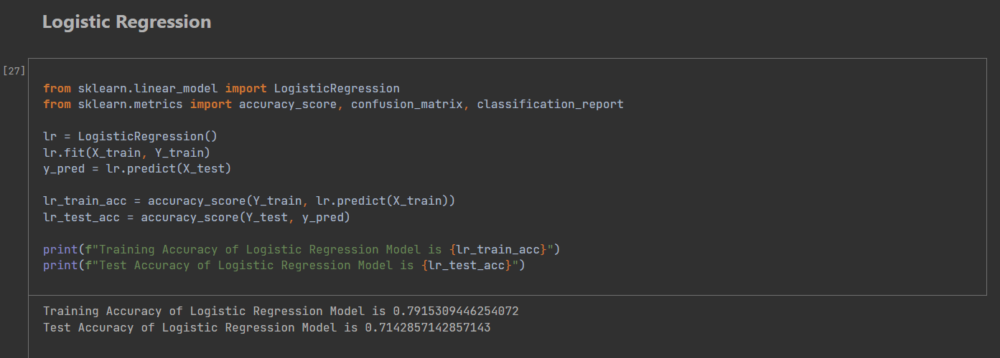 Logistic Regression
[27]
from sklearn.linear_model import LogisticRegression
from sklearn.metrics import accuracy_score, confusion_matrix, classification_report
lr = LogisticRegression()
lr.fit(X_train, Y_train)
y_pred = lr.predict(X_test)
lr_train_acc = accuracy_score(Y_train, lr.predict(X_train))
lr_test_acc = accuracy_score(Y_test, y_pred)
print(f"Training Accuracy of Logistic Regression Model is {lr_train_acc}")
print(f"Test Accuracy of Logistic Regression Model is {lr_test_acc}")
Training Accuracy of Logistic Regression Model is 0.7915309446254072
Test Accuracy of Logistic Regression Model is 0.7142857142857143